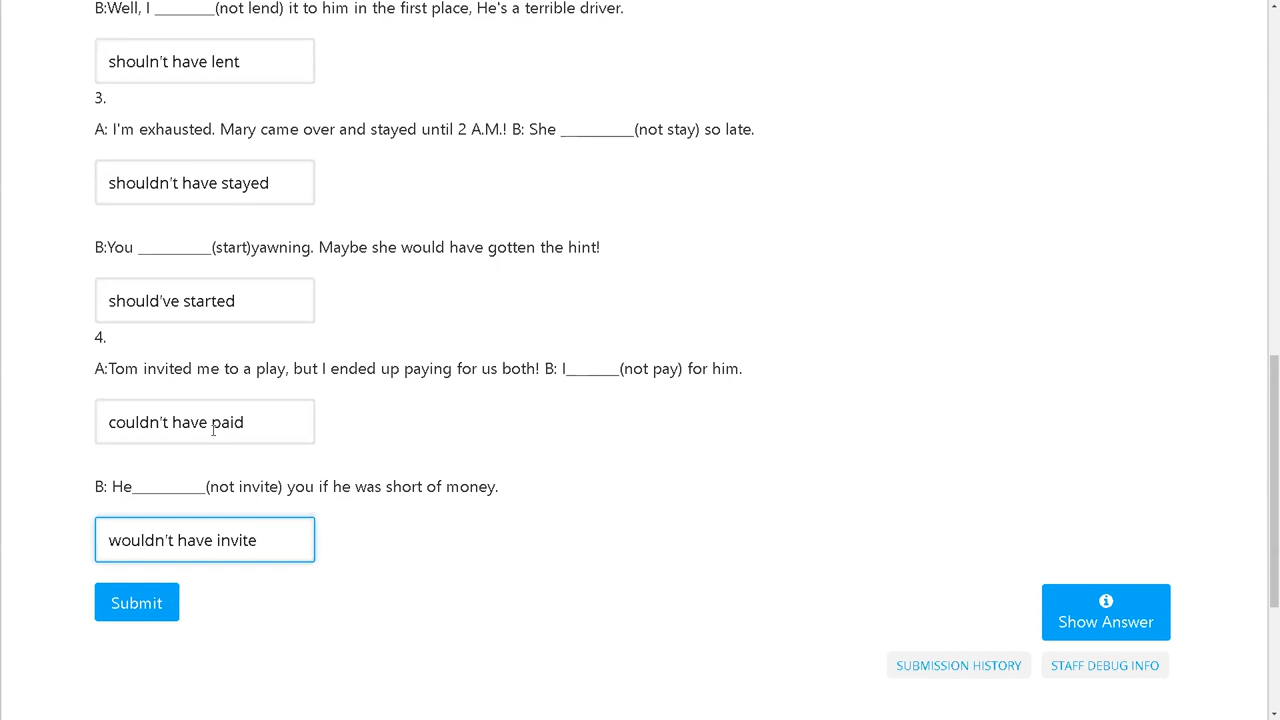 B:Well, I ________(not lend) it to him in the first place, He's a terrible driver.
shouln't have lent
3.
A: I'm exhausted. Mary came over and stayed until 2 A.M.! B: She __________(not stay) so late.
shouldn't have stayed
B:You __________(start)yawning. Maybe she would have gotten the hint!
should've started
4.
A:Tom invited me to a play, but I ended up paying for us both! B: I_______(not pay) for him.
couldn't have paid
B: He__________(not invite) you if he was short of money.
wouldn't have invite
Submit
Show Answer
SUBMISSION HISTORY
STAFF DEBUG INFO